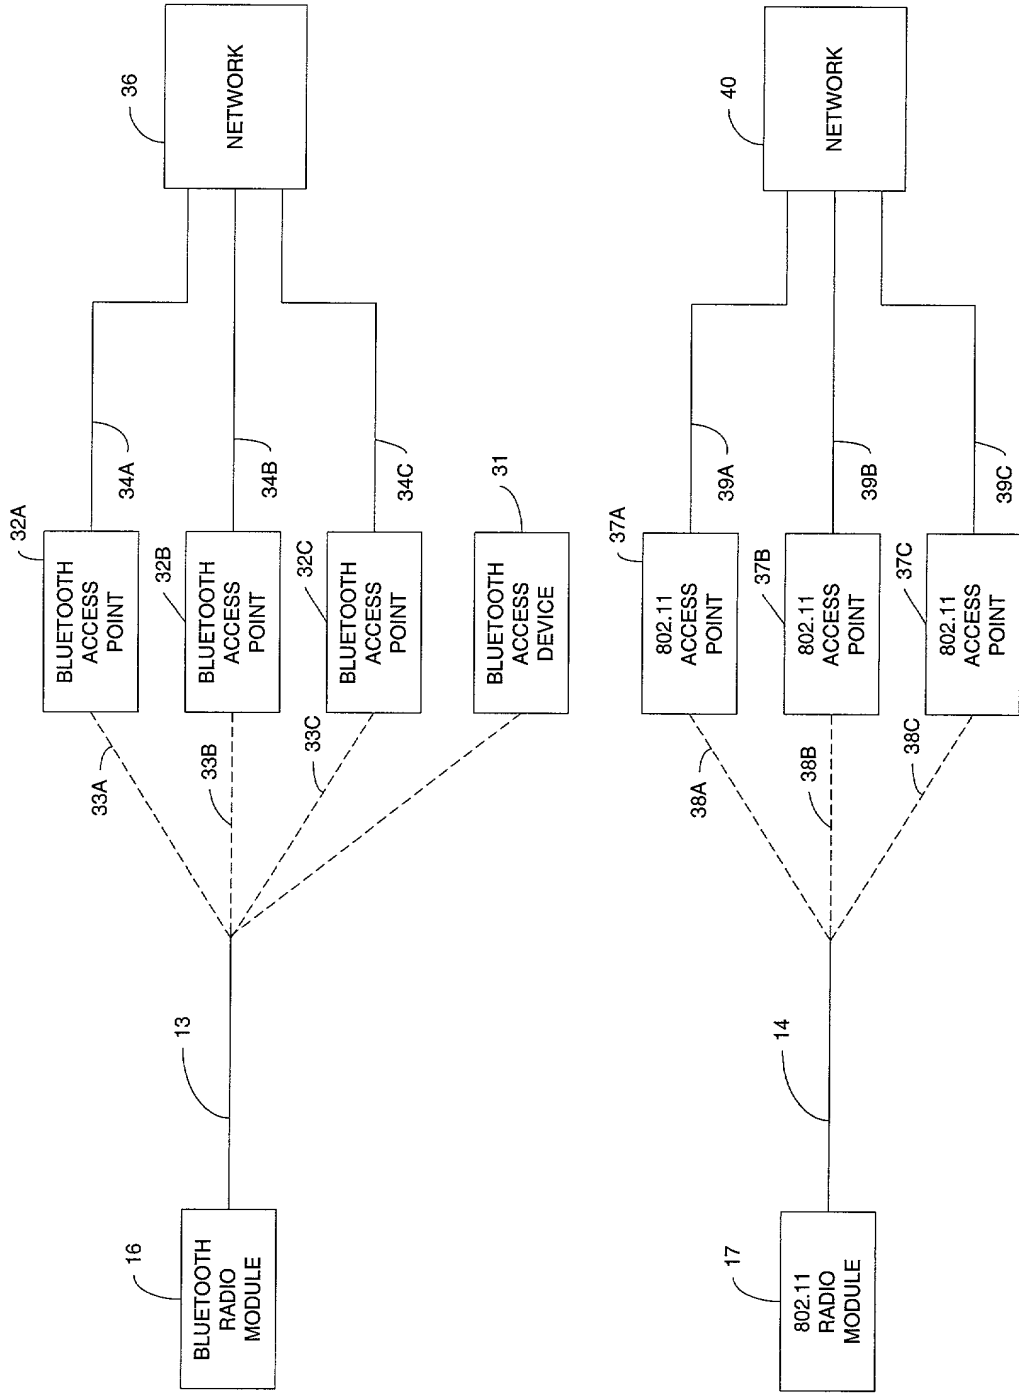 BLUETOOTH
RADIO
MODULE
16
13
33A
33B
33C
32A
BLUETOOTH
ACCESS
POINT
32B
BLUETOOTH
ACCESS
POINT
32C
BLUETOOTH
ACCESS
POINT
31
BLUETOOTH
ACCESS
DEVICE
34A
34B
34C
36
NETWORK
802.11
RADIO
MODULE
17
14
38A
38B
38C
37A
802.11
ACCESS
POINT
37B
802.11
ACCESS
POINT
37C
802.11
ACCESS
POINT
39A
39B
39C
40
NETWORK